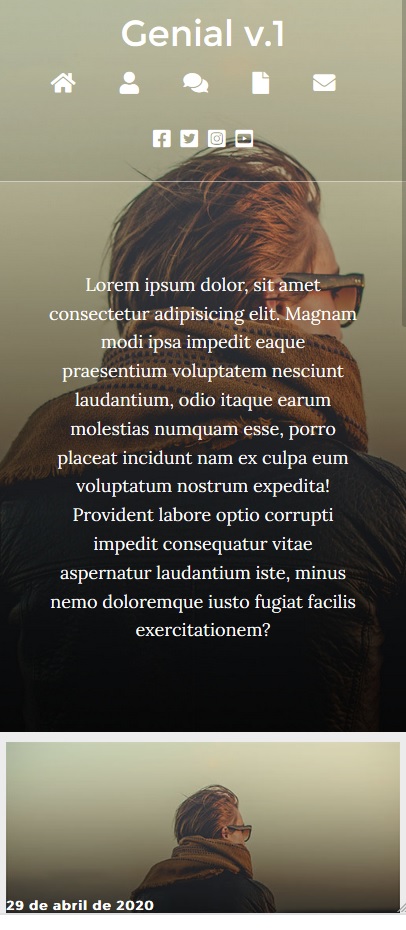 Genial v.1
Lorem ipsum dolor, sit amet
consectetur adipisicing elit. Magnam
modi ipsa impedit eaque
praesentium voluptatem nesciunt
laudantium, odio itaque earum
molestias numquam esse, porro
placeat incidunt nam ex culpa eum
voluptatum nostrum expedita!
Provident labore optio corrupti
impedit consequatur vitae
aspernatur laudantium iste, minus
nemo doloremque iusto fugiat facilis
exercitationem?
29 de abril de 2020